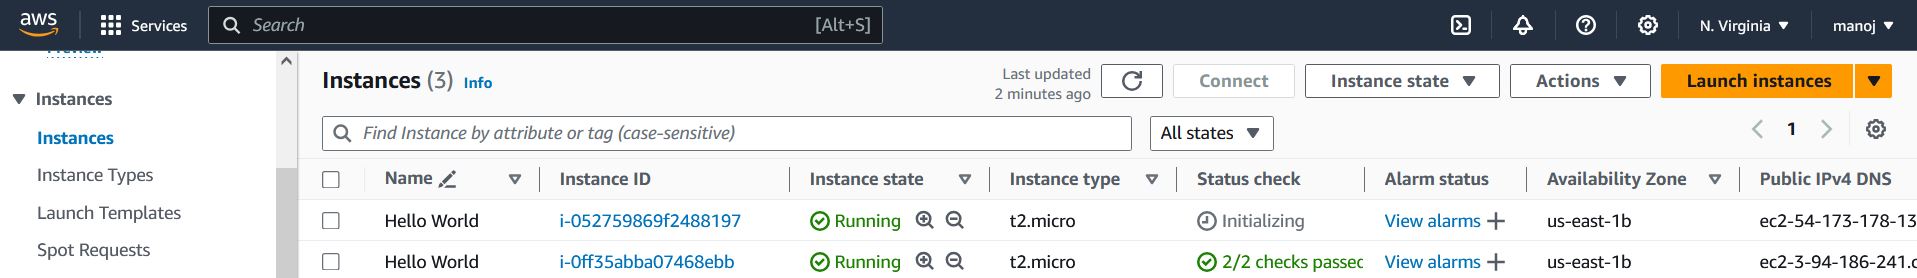 aws Services Search [Alt+S] N. Virginia manoj
Instances
Instances
Instance Types
Launch Templates
Spot Requests
Instances (3) Info Last updated 2 minutes ago Connect Instance state Actions Launch instances
Find Instance by attribute or tag (case-sensitive) All states 1
Name Instance ID Instance state Instance type Status check Alarm status Availability Zone Public IPv4 DNS
Hello World i-052759869f2488197 Running t2.micro Initializing View alarms + us-east-1b ec2-54-173-178-13
Hello World i-0ff35abba07468ebb Running t2.micro 2/2 checks passed View alarms + us-east-1b ec2-3-94-186-241.c